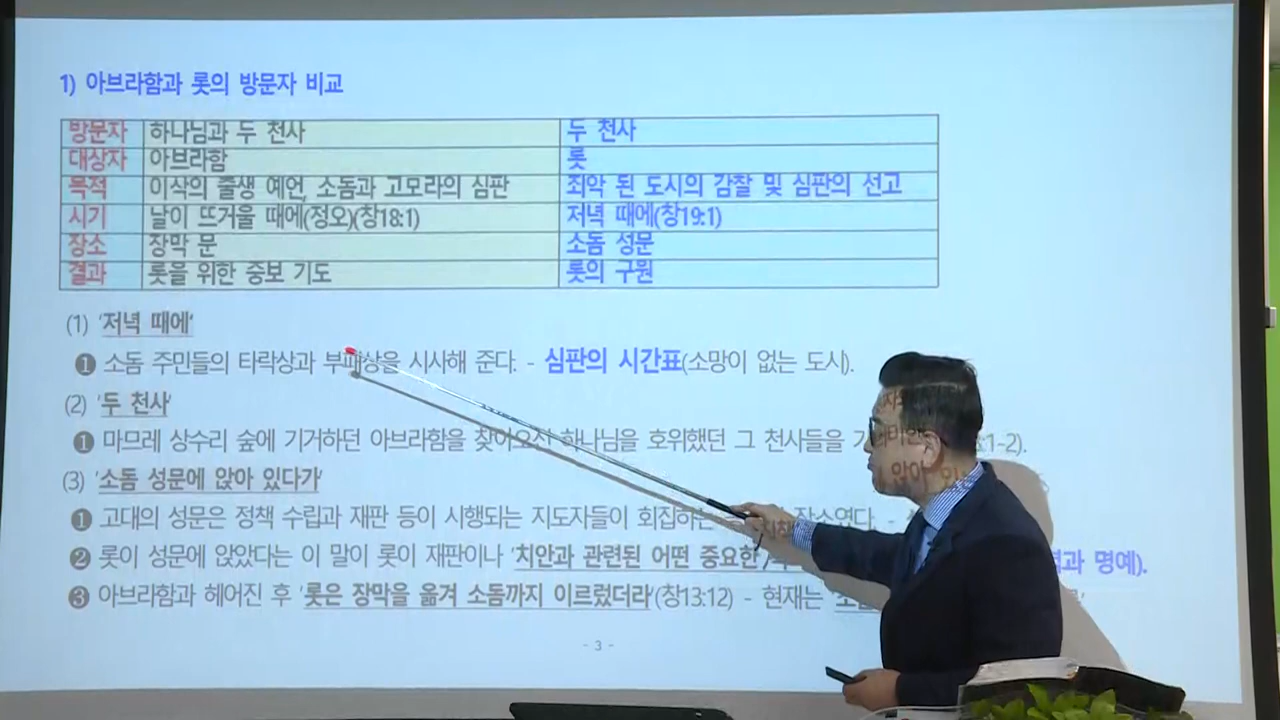 1) 아브라함과 롯의 방문자 비교
방문자 하나님과 두 천사 두 천사
대상자 아브라함 롯
목적 이삭의 출생 예언, 소돔과 고모라의 심판 죄악 된 도시의 감찰 및 심판의 선고
시기 날이 뜨거울 때에(정오)(창18:1) 저녁 때에(창19:1)
장소 장막 문 소돔 성문
결과 롯을 위한 중보 기도 롯의 구원
(1) '저녁 때에'
❶ 소돔 주민들의 타락상과 부패상을 시사해 준다. - 심판의 시간표(소망이 없는 도시).
(2) '두 천사'
❶ 마므레 상수리 숲에 기거하던 아브라함을 찾아오신 하나님을 호위했던 그 천사들을 :1-2).
(3) '소돔 성문에 앉아 있다가'
❶ 고대의 성문은 정책 수립과 재판 등이 시행되는 지도자들이 회집하는 장소였다. -
❷ 롯이 성문에 앉았다는 이 말이 롯이 재판이나 '치안과 관련된 어떤 중요한 명예).
❸ 아브라함과 헤어진 후 '롯은 장막을 옮겨 소돔까지 이르렀더라'(창13:12) - 현재는
- 3 -